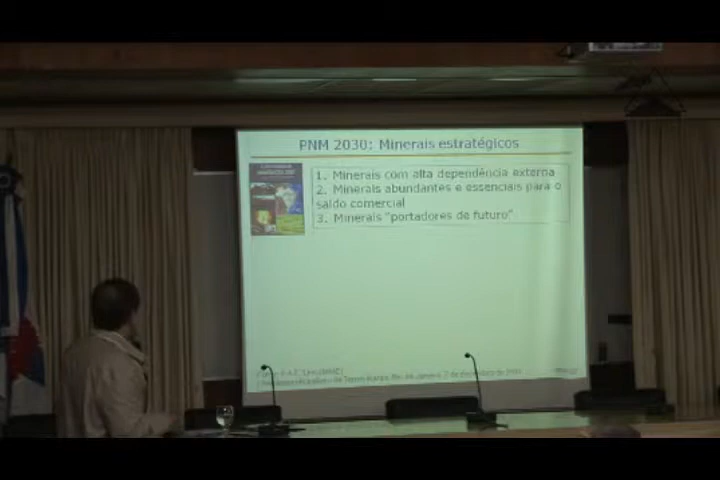 PNM 2030: Minerais estratégicos
1. Minerais com alta dependência externa
2. Minerais abundantes e essenciais para o
saldo comercial
3. Minerais "portadores de futuro"